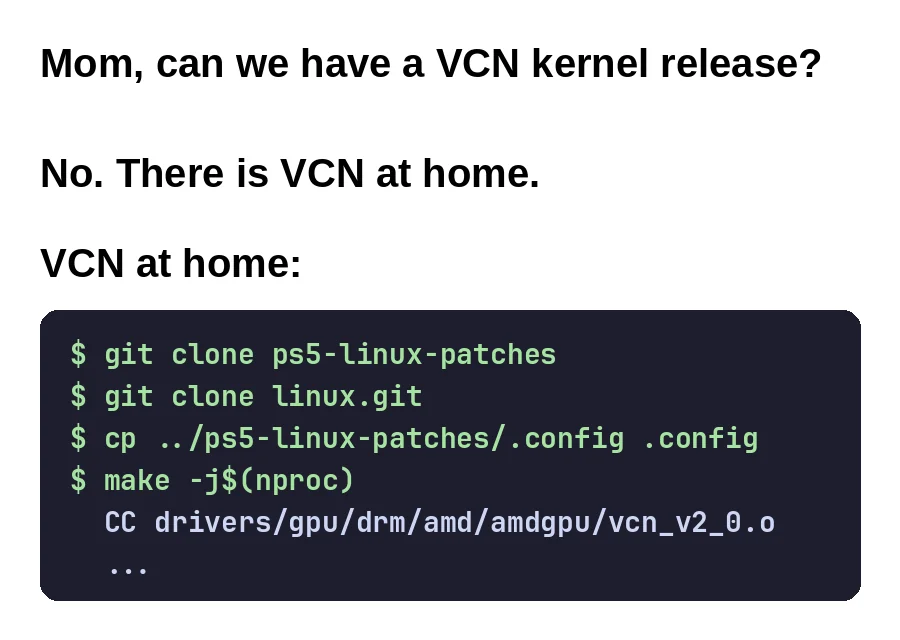 Mom, can we have a VCN kernel release?
No. There is VCN at home.
VCN at home:
$ git clone ps5-linux-patches
$ git clone linux.git
$ cp ../ps5-linux-patches/.config .config
$ make -j$(nproc)
CC drivers/gpu/drm/amd/amdgpu/vcn_v2_0.o
...